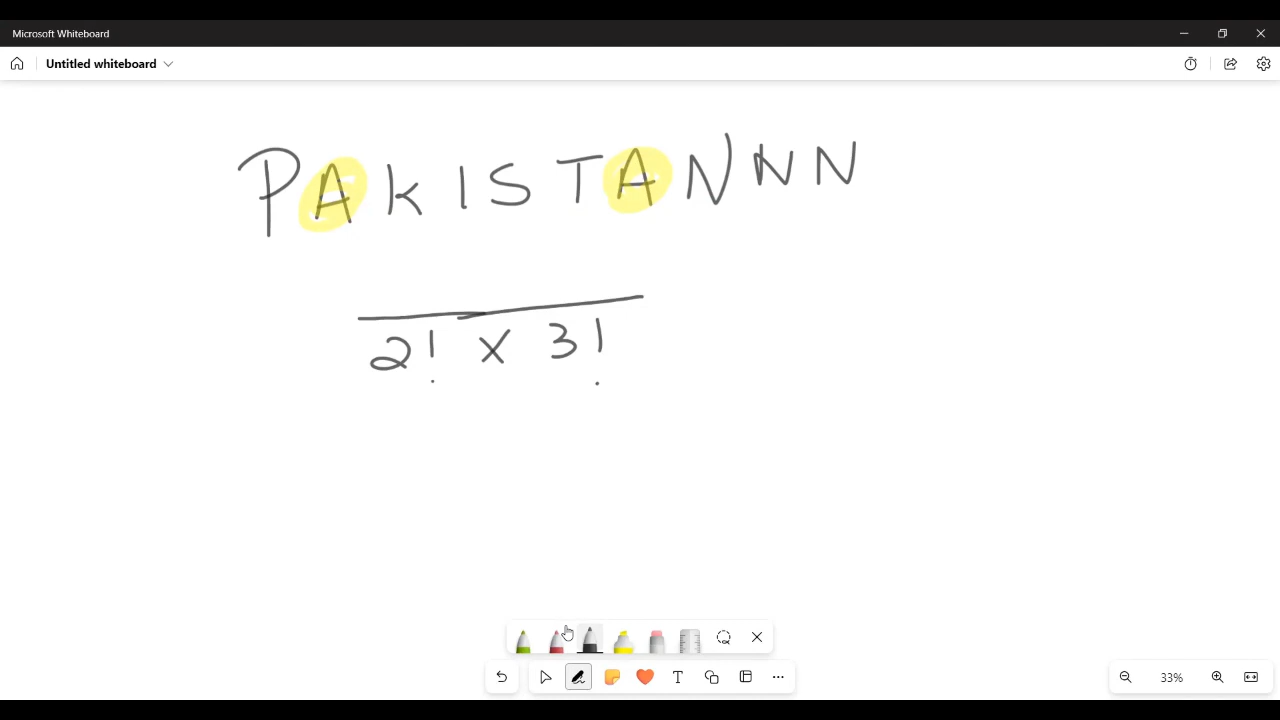 Microsoft Whiteboard
Untitled whiteboard
PAKISTANNN
2! x 3!
T
33%